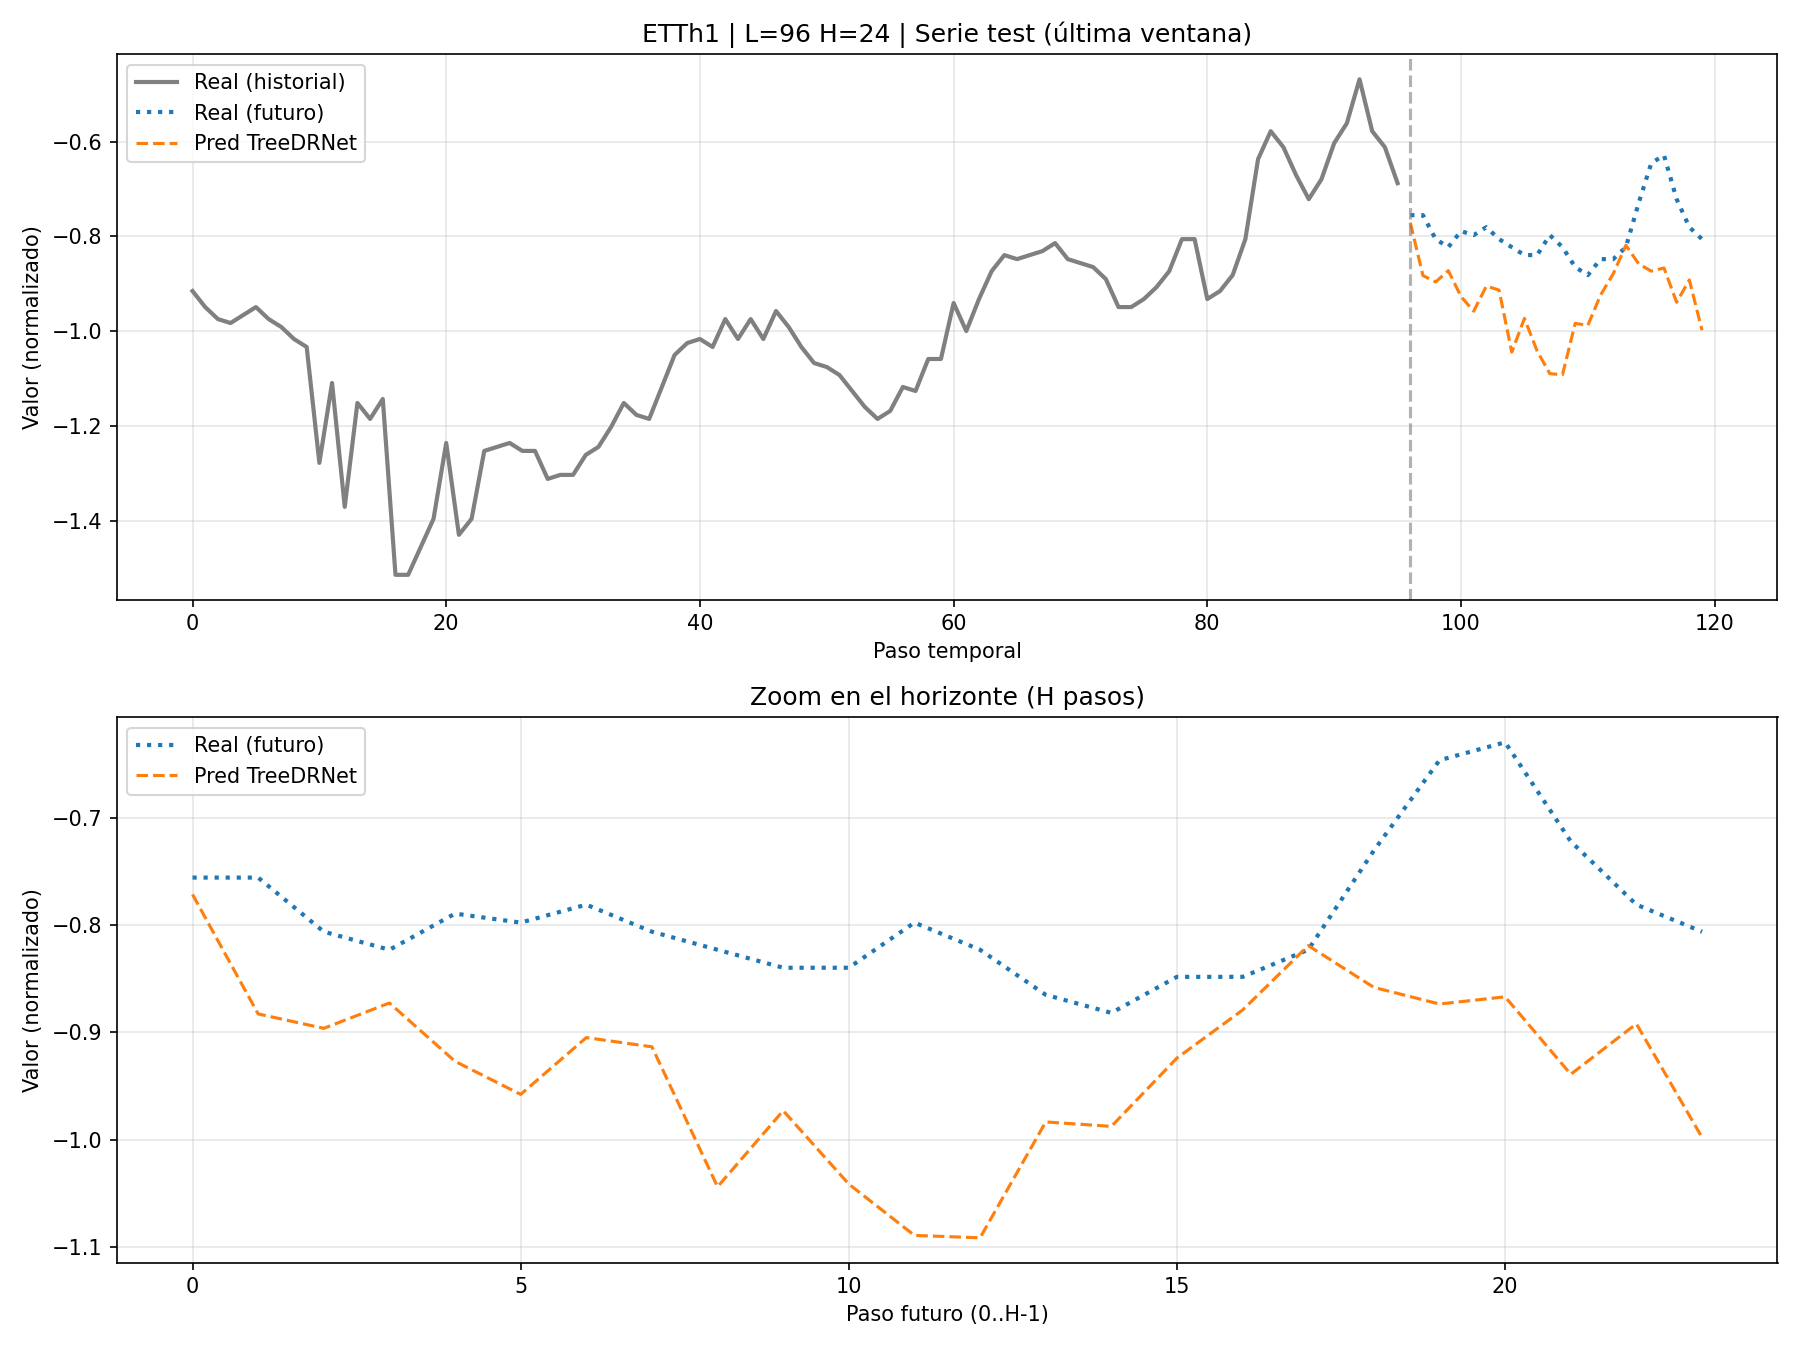 ETTh1 | L=96 H=24 | Serie test (última ventana)
Real (historial)
Real (futuro)
Pred TreeDRNet
Valor (normalizado)
−0.6
−0.8
−1.0
−1.2
−1.4
0 20 40 60 80 100 120
Paso temporal
Zoom en el horizonte (H pasos)
Real (futuro)
Pred TreeDRNet
Valor (normalizado)
−0.7
−0.8
−0.9
−1.0
−1.1
0 5 10 15 20
Paso futuro (0..H-1)